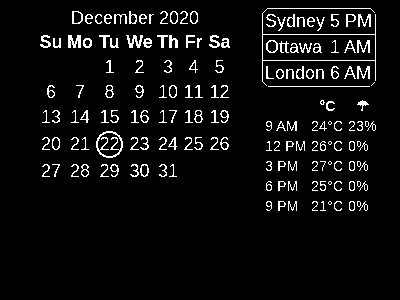 December 2020
Su Mo Tu We Th Fr Sa
1 2 3 4 5
6 7 8 9 10 11 12
13 14 15 16 17 18 19
20 21 22 23 24 25 26
27 28 29 30 31
Sydney 5 PM
Ottawa 1 AM
London 6 AM
°C ☂
9 AM 24°C 23%
12 PM 26°C 0%
3 PM 27°C 0%
6 PM 25°C 0%
9 PM 21°C 0%